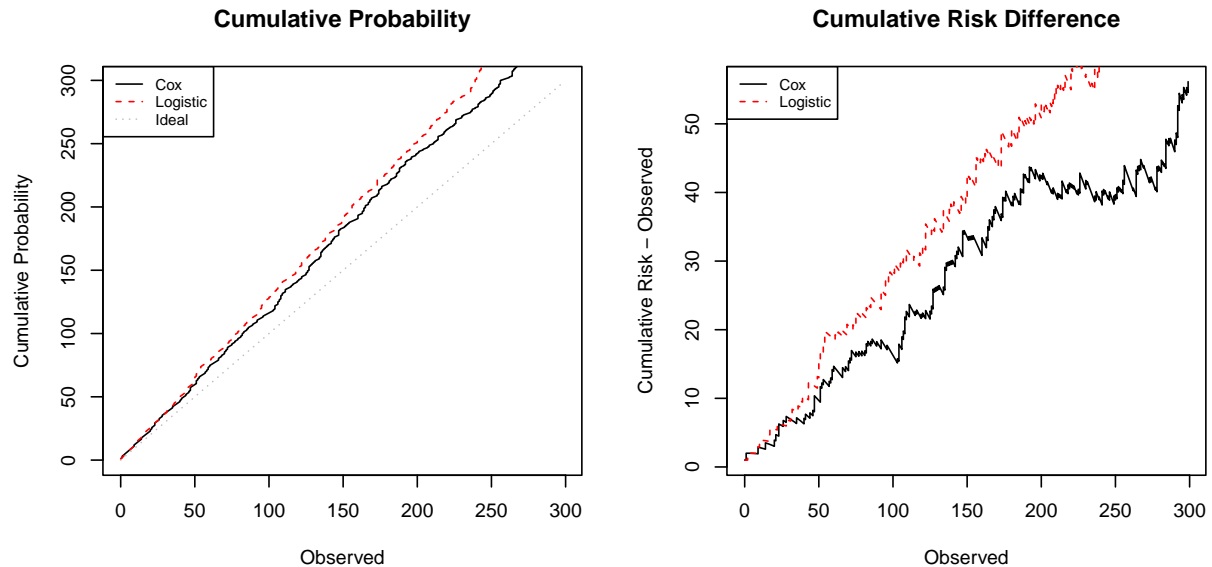 Cumulative Probability
Cox
Logistic
Ideal
Cumulative Probability
0
50
100
150
200
250
300
0
50
100
150
200
250
300
Observed
Cumulative Risk Difference
Cox
Logistic
Cumulative Risk − Observed
0
10
20
30
40
50
0
50
100
150
200
250
300
Observed